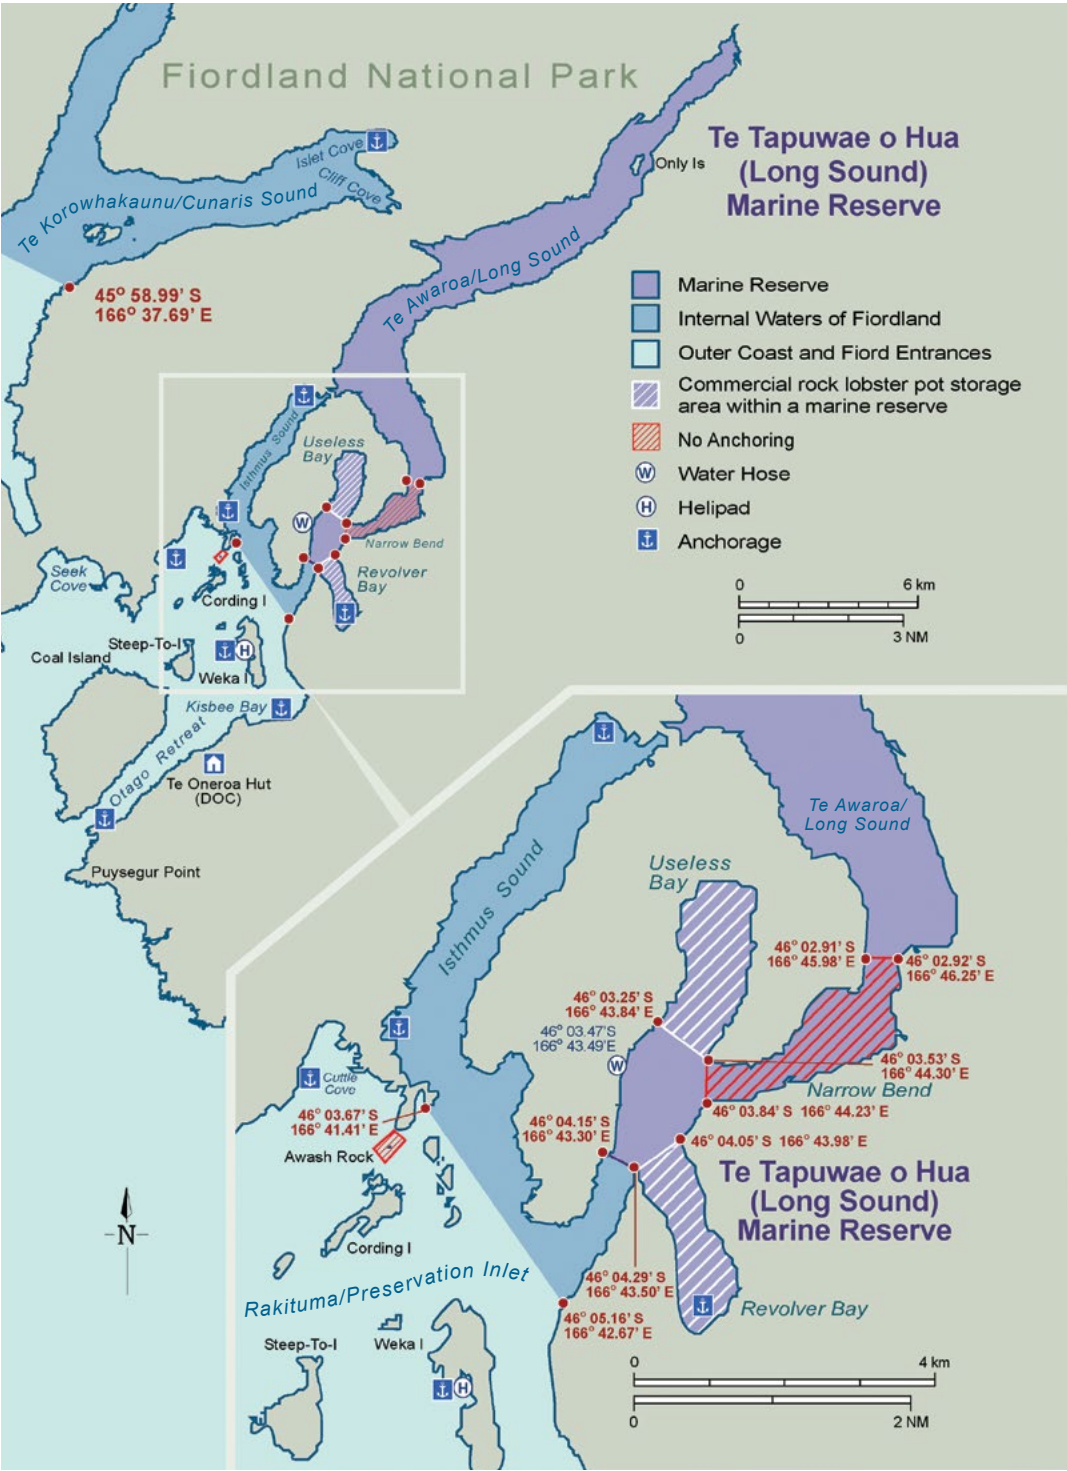 Fiordland National Park
Te Tapuwae o Hua
(Long Sound)
Marine Reserve
Islet Cove
Cliff Cove
Te Korowhakaunu/Cunaris Sound
Only Is
Te Awaroa/Long Sound
45° 58.99' S
166° 37.69' E
Marine Reserve
Internal Waters of Fiordland
Outer Coast and Fiord Entrances
Commercial rock lobster pot storage
area within a marine reserve
No Anchoring
W
Water Hose
H
Helipad
Anchorage
0
6 km
0
3 NM
Isthmus Sound
Useless
Bay
W
Narrow Bend
Revolver
Bay
Seek
Cove
Cording I
Steep-To-I
Coal Island
H
Weka I
Kisbee Bay
Otago Retreat
Te Oneroa Hut
(DOC)
Puysegur Point
Te Awaroa/
Long Sound
Useless
Bay
Isthmus Sound
46° 02.91' S
166° 45.98' E
46° 02.92' S
166° 46.25' E
46° 03.25' S
166° 43.84' E
46° 03.47'S
166° 43.49'E
W
46° 03.53' S
166° 44.30' E
Narrow Bend
Cuttle
Cove
46° 03.67' S
166° 41.41' E
46° 03.84' S 166° 44.23' E
46° 04.15' S
166° 43.30' E
46° 04.05' S 166° 43.98' E
Awash Rock
Te Tapuwae o Hua
(Long Sound)
Marine Reserve
N
Cording I
46° 04.29' S
166° 43.50' E
Rakituma/Preservation Inlet
46° 05.16' S
166° 42.67' E
Revolver Bay
Steep-To-I
Weka I
H
0
4 km
0
2 NM